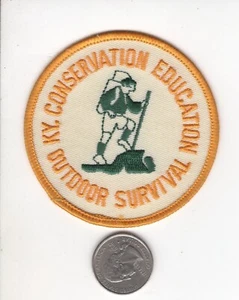 KY. CONSERVATION EDUCATION
OUTDOOR SURVIVAL